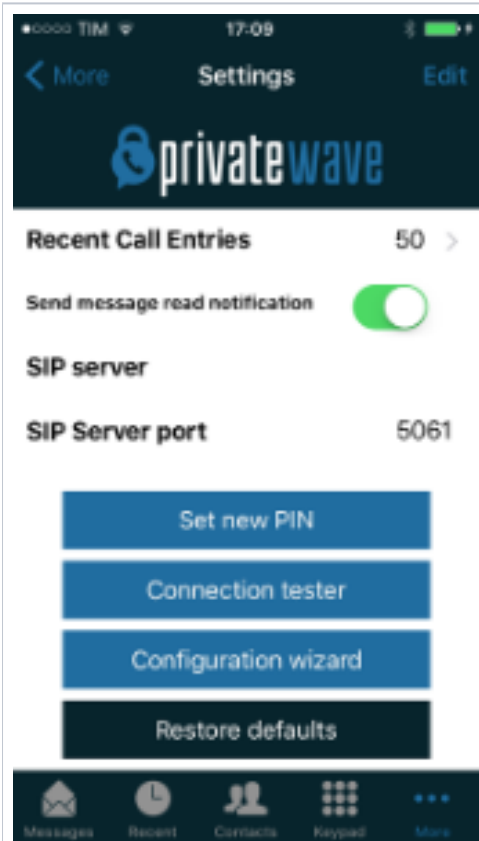 TIM 17:09
More Settings Edit
privatewave
Recent Call Entries 50
Send message read notification
SIP server
SIP Server port 5061
Set new PIN
Connection tester
Configuration wizard
Restore defaults
Messages Recent Contacts Keypad More